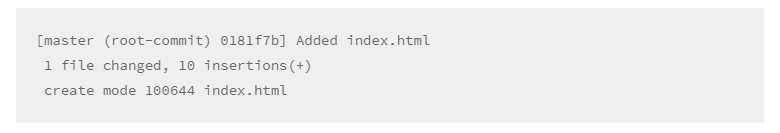 [master (root-commit) 0181f7b] Added index.html
1 file changed, 10 insertions(+)
create mode 100644 index.html